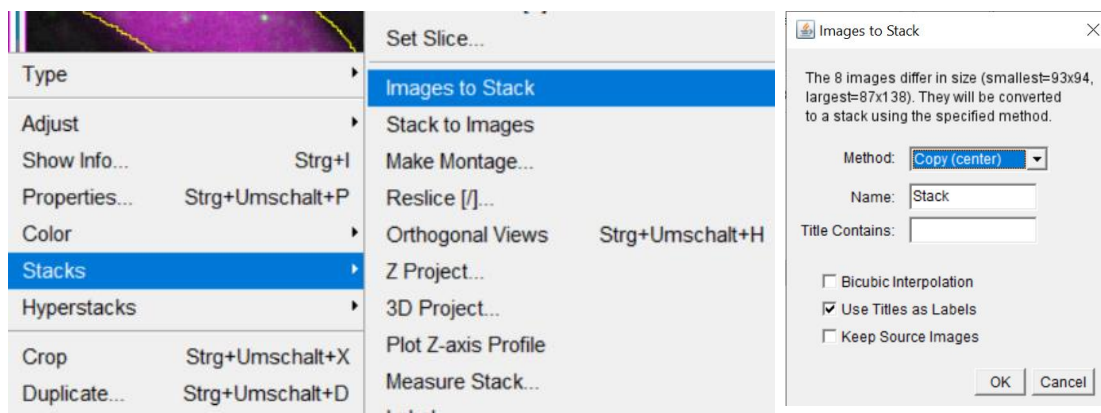 Type
Adjust
Show Info... Strg+I
Properties... Strg+Umschalt+P
Color
Stacks
Hyperstacks
Crop Strg+Umschalt+X
Duplicate... Strg+Umschalt+D
Set Slice...
Images to Stack
Stack to Images
Make Montage...
Reslice [/]...
Orthogonal Views Strg+Umschalt+H
Z Project...
3D Project...
Plot Z-axis Profile
Measure Stack...
Images to Stack
The 8 images differ in size (smallest=93x94,
largest=87x138). They will be converted
to a stack using the specified method.
Method: Copy (center)
Name: Stack
Title Contains:
Bicubic Interpolation
Use Titles as Labels
Keep Source Images
OK Cancel